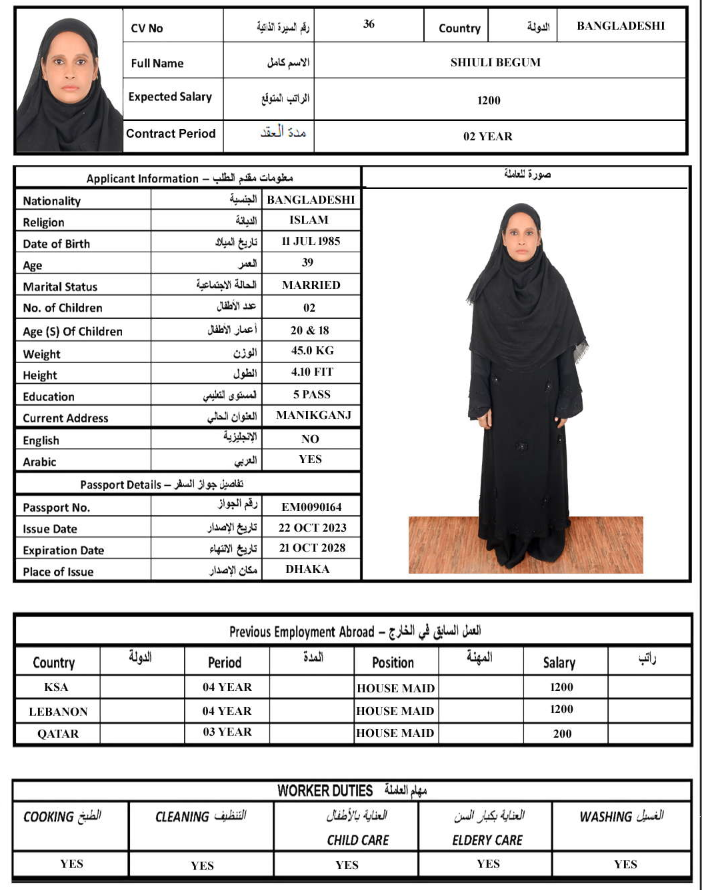 CV No رقم السيرة الذاتية 36 Country الدولة BANGLADESHI
Full Name الاسم كامل SHIULI BEGUM
Expected Salary الراتب المتوقع 1200
Contract Period مدة العقد 02 YEAR
Applicant Information – معلومات مقدم الطلب
صورة للعاملة
Nationality الجنسية BANGLADESHI
Religion الديانة ISLAM
Date of Birth تاريخ الميلاد 11 JUL 1985
Age العمر 39
Marital Status الحالة الاجتماعية MARRIED
No. of Children عدد الأطفال 02
Age (S) Of Children أعمار الأطفال 20 & 18
Weight الوزن 45.0 KG
Height الطول 4.10 FIT
Education المستوى التعليمي 5 PASS
Current Address العنوان الحالي MANIKGANJ
English الإنجليزية NO
Arabic العربي YES
Passport Details – تفاصيل جواز السفر
Passport No. رقم الجواز EM0090164
Issue Date تاريخ الإصدار 22 OCT 2023
Expiration Date تاريخ الانتهاء 21 OCT 2028
Place of Issue مكان الإصدار DHAKA
Previous Employment Abroad – العمل السابق في الخارج
Country الدولة Period المدة Position المهنة Salary راتب
KSA 04 YEAR HOUSE MAID 1200
LEBANON 04 YEAR HOUSE MAID 1200
QATAR 03 YEAR HOUSE MAID 200
WORKER DUTIES مهام العاملة
COOKING الطبخ CLEANING التنظيف العناية بالأطفال العناية بكبار السن WASHING الغسيل
CHILD CARE ELDERY CARE
YES YES YES YES YES